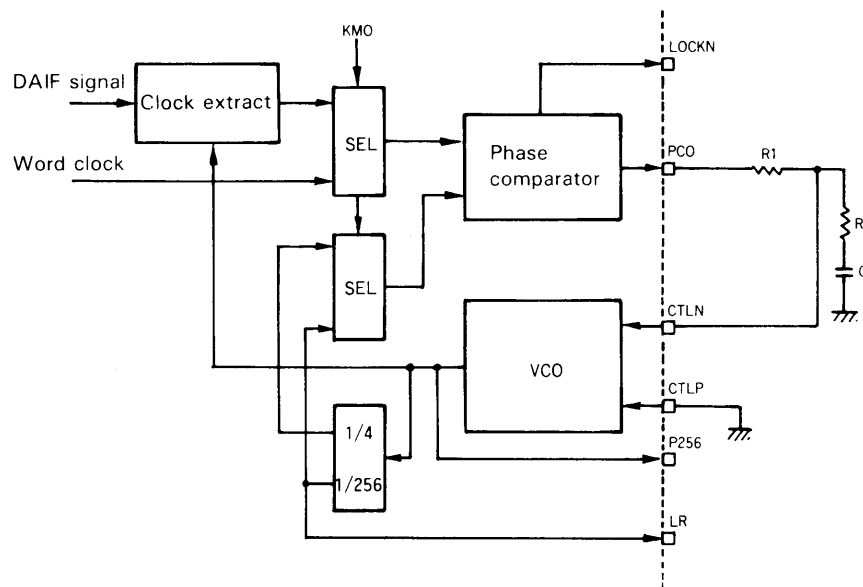 KMO
LOCKN
DAIF signal
Clock extract
SEL
Phase
comparator
PCO
R1
Word clock
R
C
SEL
CTLN
VCO
CTLP
1/4
P256
1/256
LR